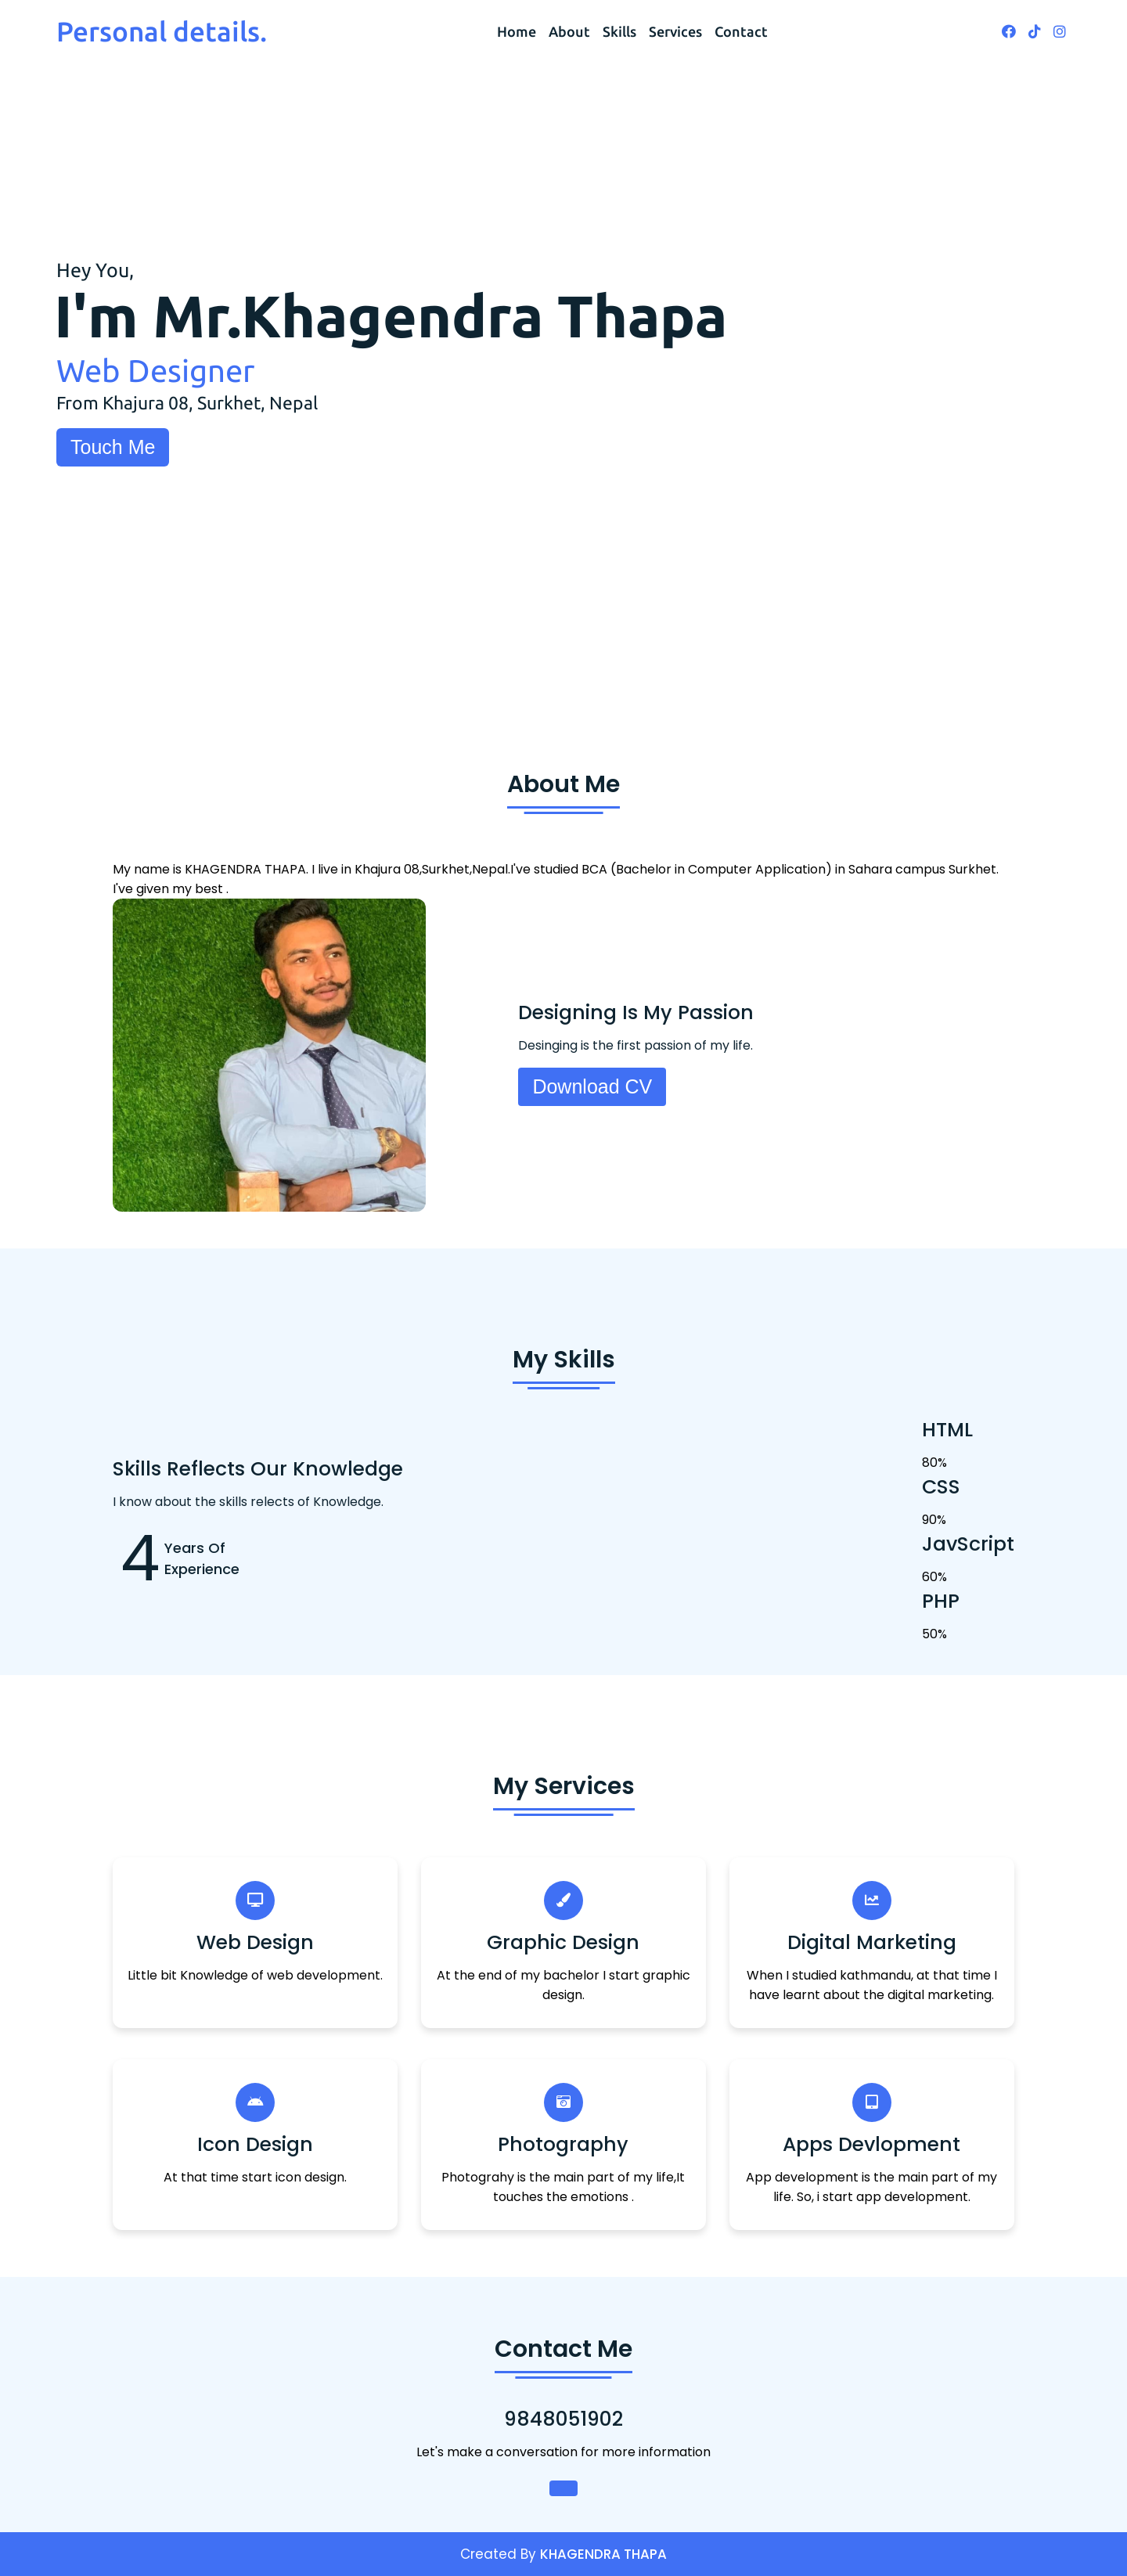 Personal details.
Home About Skills Services Contact
Hey You,
I'm Mr.Khagendra Thapa
Web Designer
From Khajura 08, Surkhet, Nepal
Touch Me
About Me
My name is KHAGENDRA THAPA. I live in Khajura 08,Surkhet,Nepal.I've studied BCA (Bachelor in Computer Application) in Sahara campus Surkhet.
I've given my best .
Designing Is My Passion
Desinging is the first passion of my life.
Download CV
My Skills
Skills Reflects Our Knowledge
I know about the skills relects of Knowledge.
4 Years Of
Experience
HTML
80%
CSS
90%
JavScript
60%
PHP
50%
My Services
Web Design
Little bit Knowledge of web development.
Graphic Design
At the end of my bachelor I start graphic
design.
Digital Marketing
When I studied kathmandu, at that time I
have learnt about the digital marketing.
Icon Design
At that time start icon design.
Photography
Photograhy is the main part of my life,It
touches the emotions .
Apps Devlopment
App development is the main part of my
life. So, i start app development.
Contact Me
9848051902
Let's make a conversation for more information
Created By KHAGENDRA THAPA